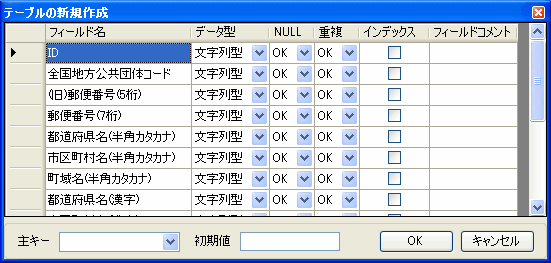 テーブルの新規作成
フィールド名 データ型 NULL 重複 インデックス フィールドコメント
ID 文字列型 OK OK
全国地方公共団体コード 文字列型 OK OK
(旧)郵便番号(5桁) 文字列型 OK OK
郵便番号(7桁) 文字列型 OK OK
都道府県名(半角カタカナ) 文字列型 OK OK
市区町村名(半角カタカナ) 文字列型 OK OK
町域名(半角カタカナ) 文字列型 OK OK
都道府県名(漢字) 文字列型 OK OK
主キー 初期値 OK キャンセル